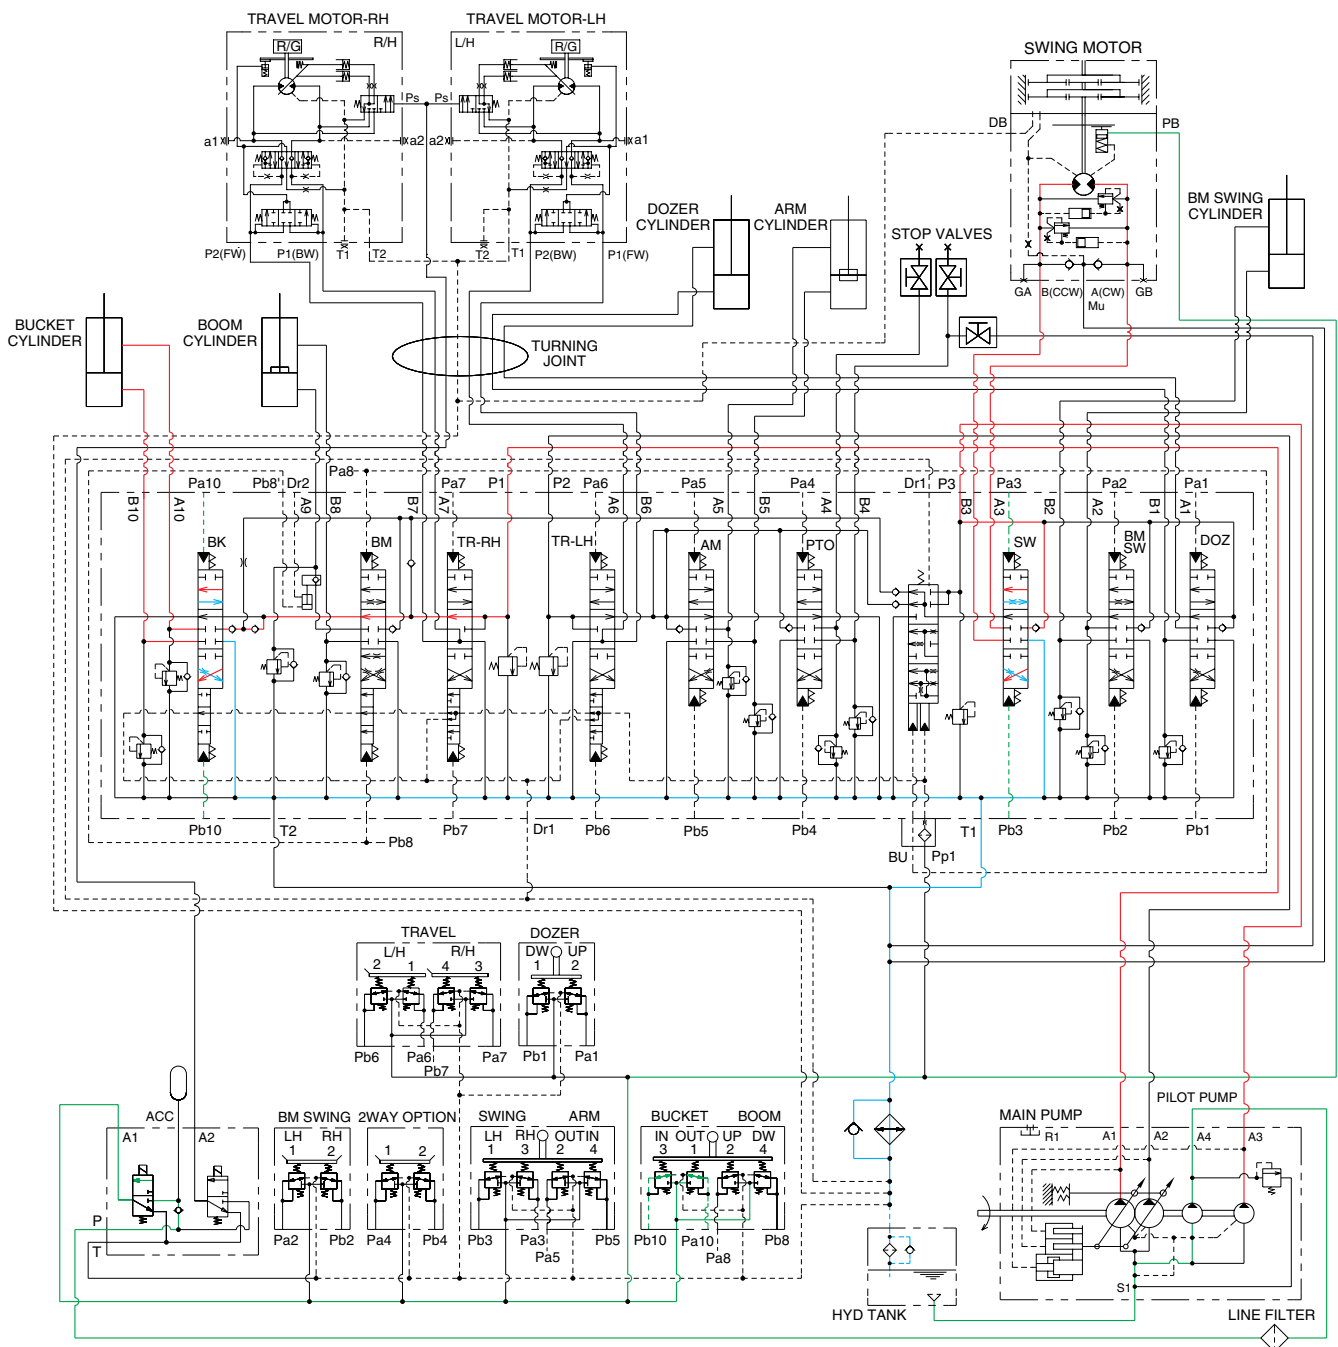 TRAVEL MOTOR-RH
TRAVEL MOTOR-LH
R/G
R/H
L/H
R/G
SWING MOTOR
Ps
Ps
DB
PB
a1
a2
a2
a1
DOZER
CYLINDER
ARM
CYLINDER
BM SWING
CYLINDER
STOP VALVES
P2(FW)
P1(BW)
T1
T2
T2
T1
P2(BW)
P1(FW)
GA
B(CCW)
A(CW)
GB
Mu
BUCKET
CYLINDER
BOOM
CYLINDER
TURNING
JOINT
Pa8
Pa10
Pb8'
Dr2
Pa7
P1
P2
Pa6
Pa5
Pa4
Dr1
P3
Pa3
Pa2
Pa1
B10
A10
A9
B8
B7
A7
A6
B6
A5
B5
A4
B4
B3
A3
B2
A2
B1
A1
BK
BM
TR-RH
TR-LH
AM
PTO
SW
BM
SW
DOZ
Pb10
T2
Pb8
Pb7
Dr1
Pb6
Pb5
Pb4
BU
Pp1
T1
Pb3
Pb2
Pb1
TRAVEL
L/H
R/H
2
1
4
3
DOZER
DW
UP
1
2
Pb6
Pa6
Pb7
Pa7
Pb1
Pa1
ACC
A1
A2
P
T
BM SWING
LH
RH
1
2
Pa2
Pb2
2WAY OPTION
1
2
Pa4
Pb4
SWING
ARM
LH
RH
OUT
IN
1
3
2
4
Pb3
Pa3
Pa5
Pb5
BUCKET
BOOM
IN
OUT
UP
DW
3
1
2
4
Pb10
Pa10
Pa8
Pb8
PILOT PUMP
MAIN PUMP
R1
A1
A2
A4
A3
S1
HYD TANK
LINE FILTER